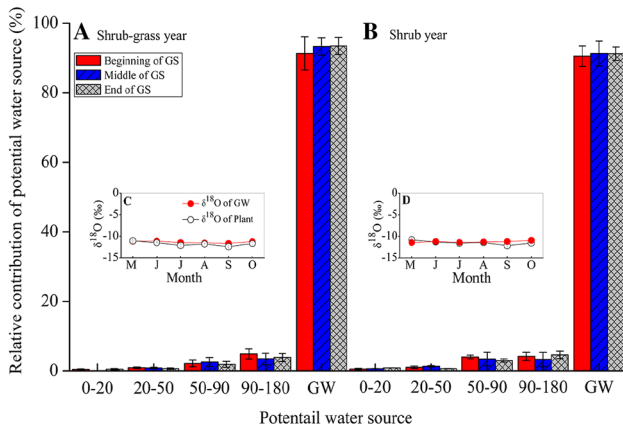 Relative contribution of potential water source (%)
100
80
60
40
20
0
A Shrub-grass year
Beginning of GS
Middle of GS
End of GS
B Shrub year
C
δ18O of GW
δ18O of Plant
δ18O (‰)
0
-5
-10
-15
M J J A S O
Month
D
δ18O (‰)
0
-5
-10
-15
M J J A S O
Month
0-20 20-50 50-90 90-180 GW 0-20 20-50 50-90 90-180 GW
Potentail water source